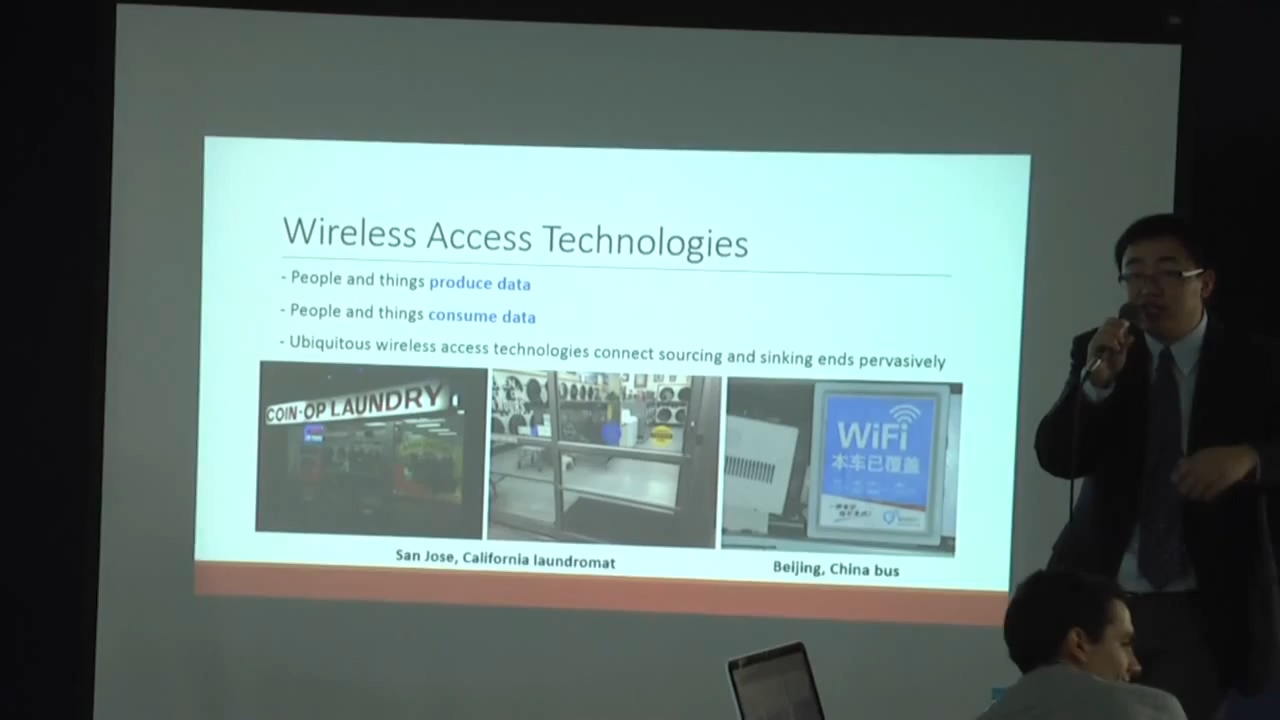 Wireless Access Technologies
- People and things produce data
- People and things consume data
- Ubiquitous wireless access technologies connect sourcing and sinking ends pervasively
COIN-OP LAUNDRY
WiFi
本车已覆盖
San Jose, California laundromat
Beijing, China bus